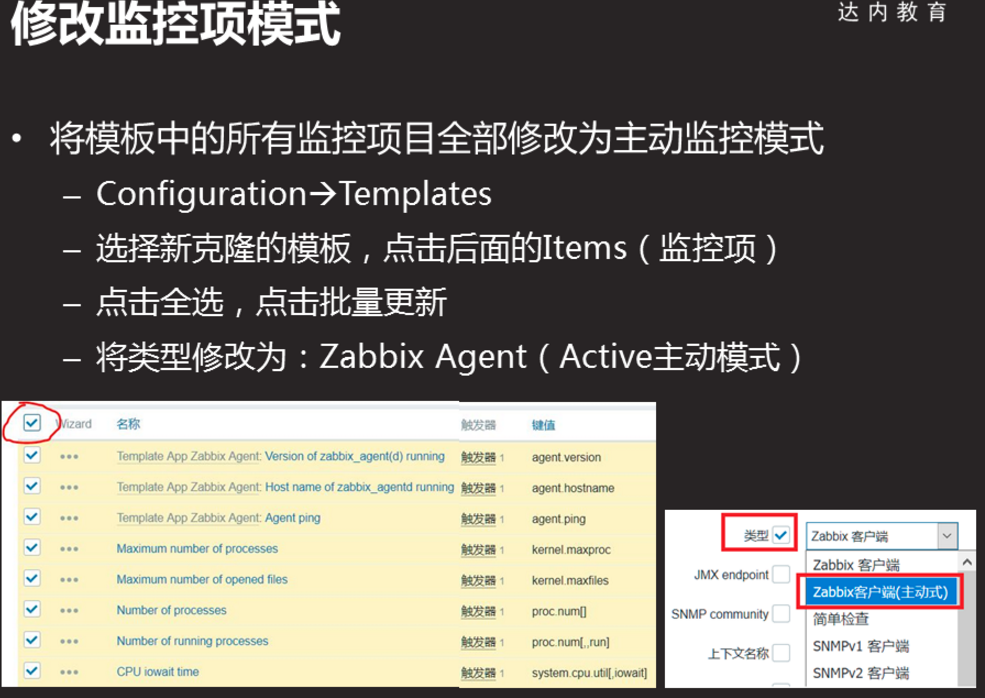 修改监控项模式
达内教育
• 将模板中的所有监控项目全部修改为主动监控模式
– Configuration→Templates
– 选择新克隆的模板，点击后面的Items（监控项）
– 点击全选，点击批量更新
– 将类型修改为：Zabbix Agent（Active主动模式）
Wizard 名称 触发器 键值
Template App Zabbix Agent: Version of zabbix_agent(d) running 触发器 1 agent.version
Template App Zabbix Agent: Host name of zabbix_agentd running 触发器 1 agent.hostname
Template App Zabbix Agent: Agent ping 触发器 1 agent.ping
Maximum number of processes 触发器 1 kernel.maxproc
Maximum number of opened files 触发器 1 kernel.maxfiles
Number of processes 触发器 1 proc.num[]
Number of running processes 触发器 1 proc.num[,,run]
CPU iowait time 触发器 1 system.cpu.util[,iowait]
类型 Zabbix 客户端
Zabbix 客户端
JMX endpoint
Zabbix客户端(主动式)
SNMP community
简单检查
SNMPv1 客户端
上下文名称
SNMPv2 客户端